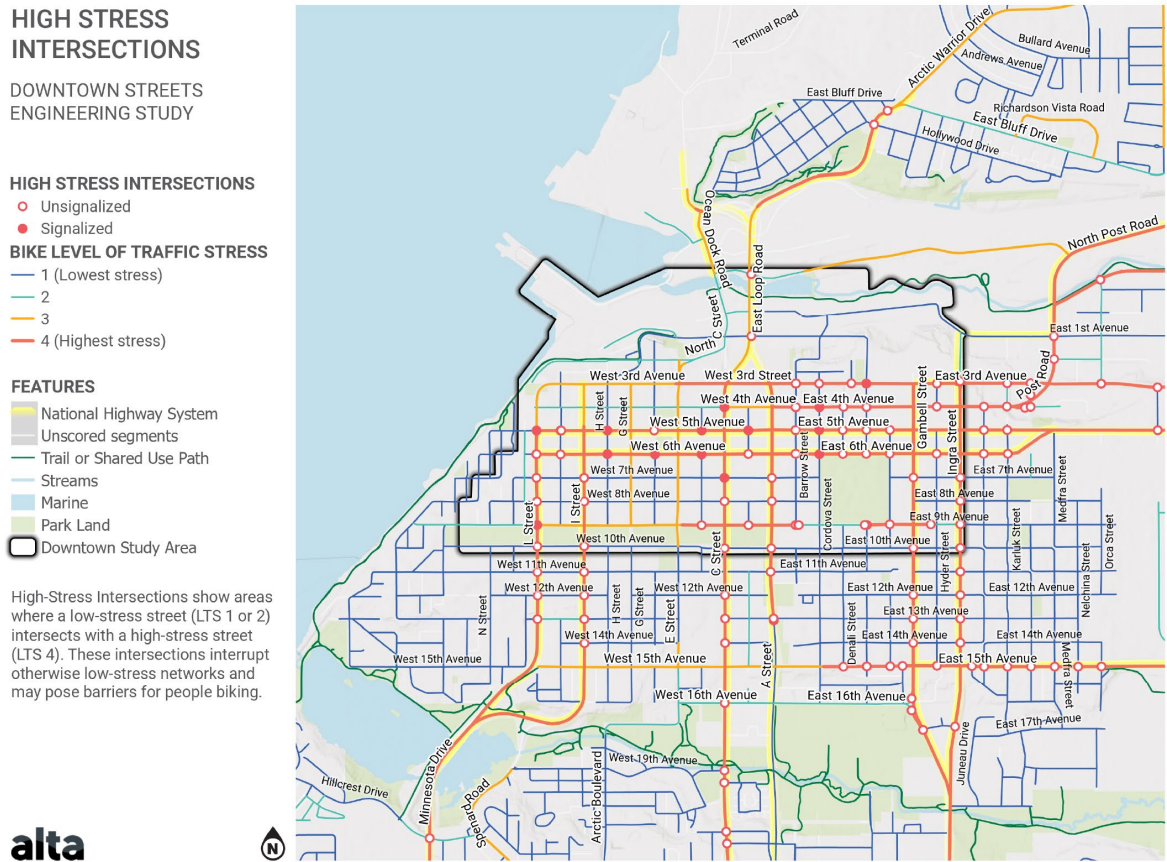 HIGH STRESS
INTERSECTIONS
DOWNTOWN STREETS
ENGINEERING STUDY
HIGH STRESS INTERSECTIONS
Unsignalized
Signalized
BIKE LEVEL OF TRAFFIC STRESS
1 (Lowest stress)
2
3
4 (Highest stress)
FEATURES
National Highway System
Unscored segments
Trail or Shared Use Path
Streams
Marine
Park Land
Downtown Study Area
High-Stress Intersections show areas
where a low-stress street (LTS 1 or 2)
intersects with a high-stress street
(LTS 4). These intersections interrupt
otherwise low-stress networks and
may pose barriers for people biking.
alta
N
Terminal Road
Arctic Warrior Drive
Bullard Avenue
Andrews Avenue
East Bluff Drive
Richardson Vista Road
East Bluff Drive
Hollywood Drive
Ocean Dock Road
East Loop Road
North Post Road
North C Street
East 1st Avenue
West 3rd Avenue
West 3rd Street
East 3rd Avenue
Post Road
H Street
G Street
West 4th Avenue
East 4th Avenue
Gambell Street
West 5th Avenue
East 5th Avenue
Ingra Street
West 6th Avenue
East 6th Avenue
Barrow Street
West 7th Avenue
East 7th Avenue
Medfra Street
L Street
I Street
West 8th Avenue
Cordova Street
East 8th Avenue
East 9th Avenue
Karluk Street
Orca Street
West 10th Avenue
C Street
East 10th Avenue
Hyder Street
Nelchina Street
West 11th Avenue
East 11th Avenue
West 12th Avenue
West 12th Avenue
East 12th Avenue
East 12th Avenue
N Street
H Street
G Street
E Street
East 13th Avenue
West 14th Avenue
Denali Street
East 14th Avenue
East 14th Avenue
West 15th Avenue
West 15th Avenue
A Street
East 15th Avenue
Medfra Street
West 16th Avenue
East 16th Avenue
East 17th Avenue
Minnesota Drive
Juneau Drive
West 19th Avenue
Hillcrest Drive
Spenard Road
Arctic Boulevard